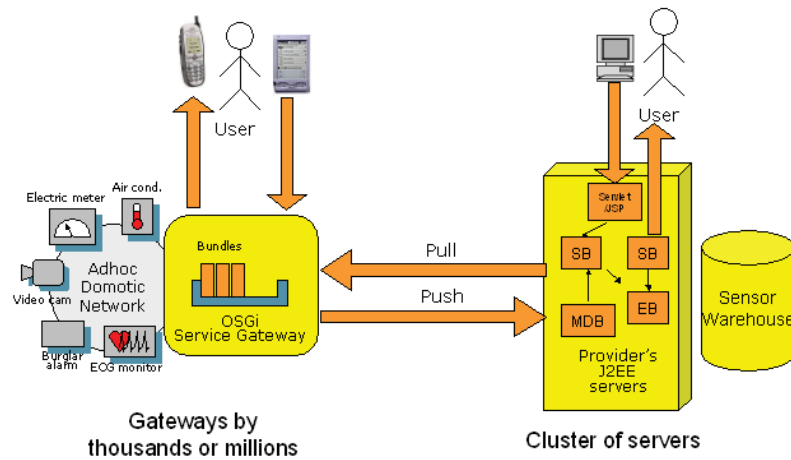 User
User
Air cond.
Electric meter
Adhoc
Domotic
Network
Video cam
Burglar
alarm
ECG monitor
Bundles
OSGi
Service Gateway
Pull
Push
Servlet
/JSP
SB
SB
MDB
EB
Provider's
J2EE
servers
Sensor
Warehouse
Gateways by
thousands or millions
Cluster of servers